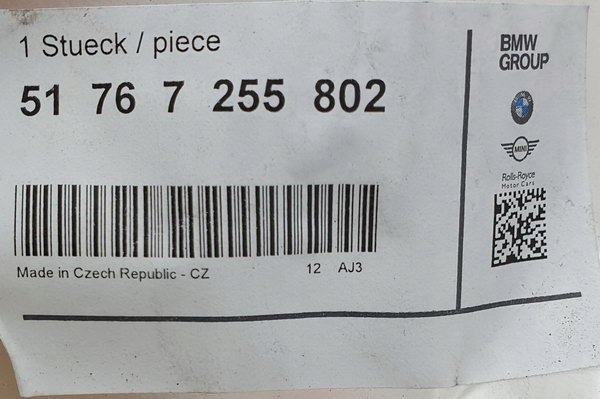 1 Stueck / piece
51 76 7 255 802
Made in Czech Republic - CZ
12 AJ3
BMW
GROUP
MINI
Rolls-Royce
Motor Cars